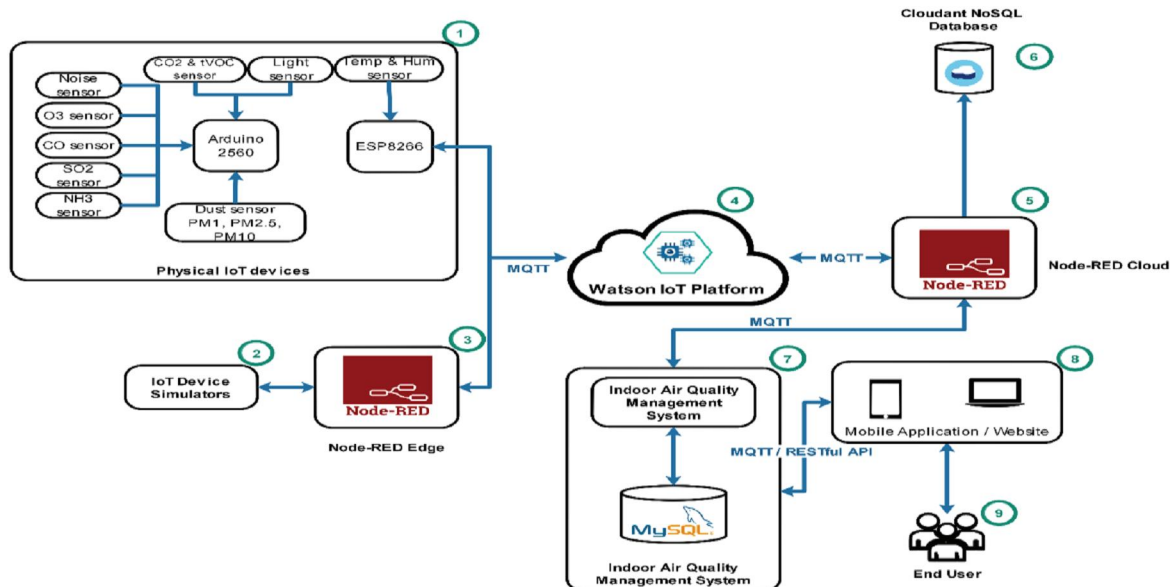 1
CO2 & tVOC
sensor
Light
sensor
Temp & Hum
sensor
Noise
sensor
O3 sensor
CO sensor
SO2
sensor
NH3
sensor
Arduino
2560
ESP8266
Dust sensor
PM1, PM2.5,
PM10
Physical IoT devices
MQTT
4
Watson IoT Platform
MQTT
Cloudant NoSQL
Database
6
5
Node-RED
Node-RED Cloud
MQTT
2
IoT Device
Simulators
3
Node-RED
Node-RED Edge
7
Indoor Air Quality
Management
System
MySQL
Indoor Air Quality
Management System
MQTT / RESTful API
8
Mobile Application / Website
9
End User